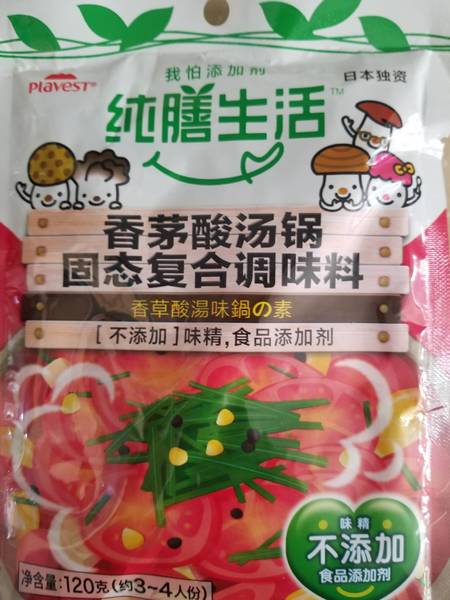 我怕添加剂
PlaVEST®
日本独资
纯膳生活™
香茅酸汤锅
固态复合调味料
香草酸湯味鍋の素
[不添加]味精,食品添加剂
味精
不添加
食品添加剂
净含量:120克(约3~4人份)